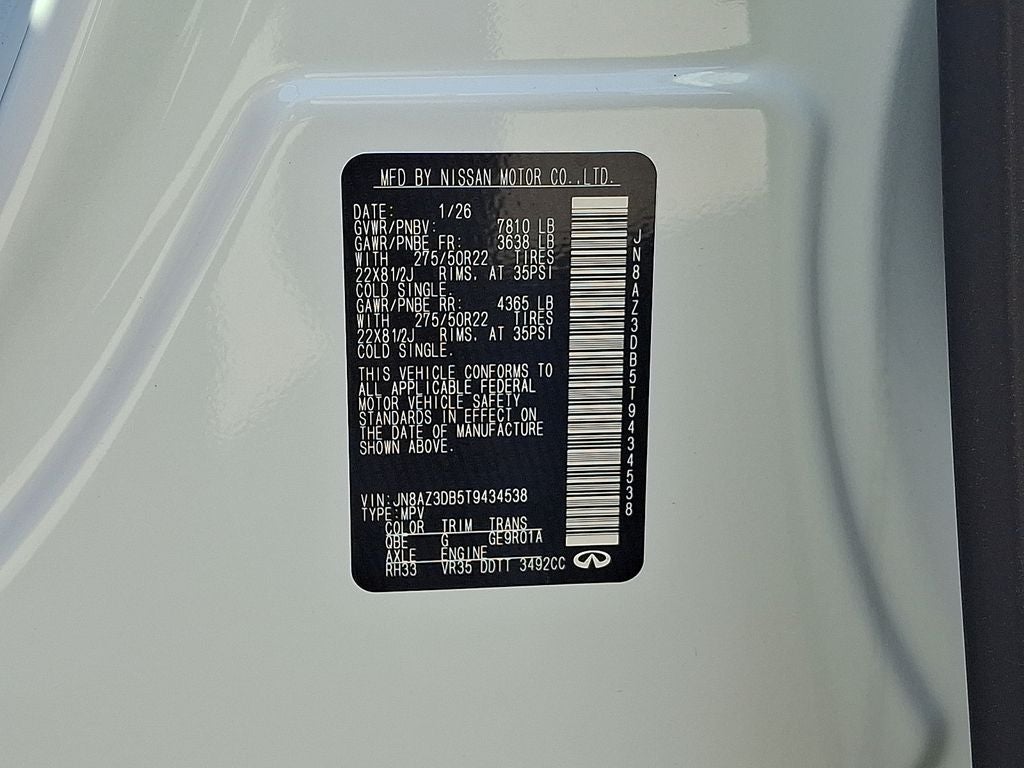 MFD BY NISSAN MOTOR CO.,LTD.
DATE: 1/26
GVWR/PNBV: 7810 LB
GAWR/PNBE FR: 3638 LB
WITH 275/50R22 TIRES
22X81/2J RIMS. AT 35PSI
COLD SINGLE.
GAWR/PNBE RR: 4365 LB
WITH 275/50R22 TIRES
22X81/2J RIMS. AT 35PSI
COLD SINGLE.
THIS VEHICLE CONFORMS TO
ALL APPLICABLE FEDERAL
MOTOR VEHICLE SAFETY
STANDARDS IN EFFECT ON
THE DATE OF MANUFACTURE
SHOWN ABOVE.
VIN:JN8AZ3DB5T9434538
TYPE:MPV
COLOR TRIM TRANS
QBE G GE9R01A
AXLE ENGINE
RH33 VR35 DDTT 3492CC
JN8AZ3DB5T9434538